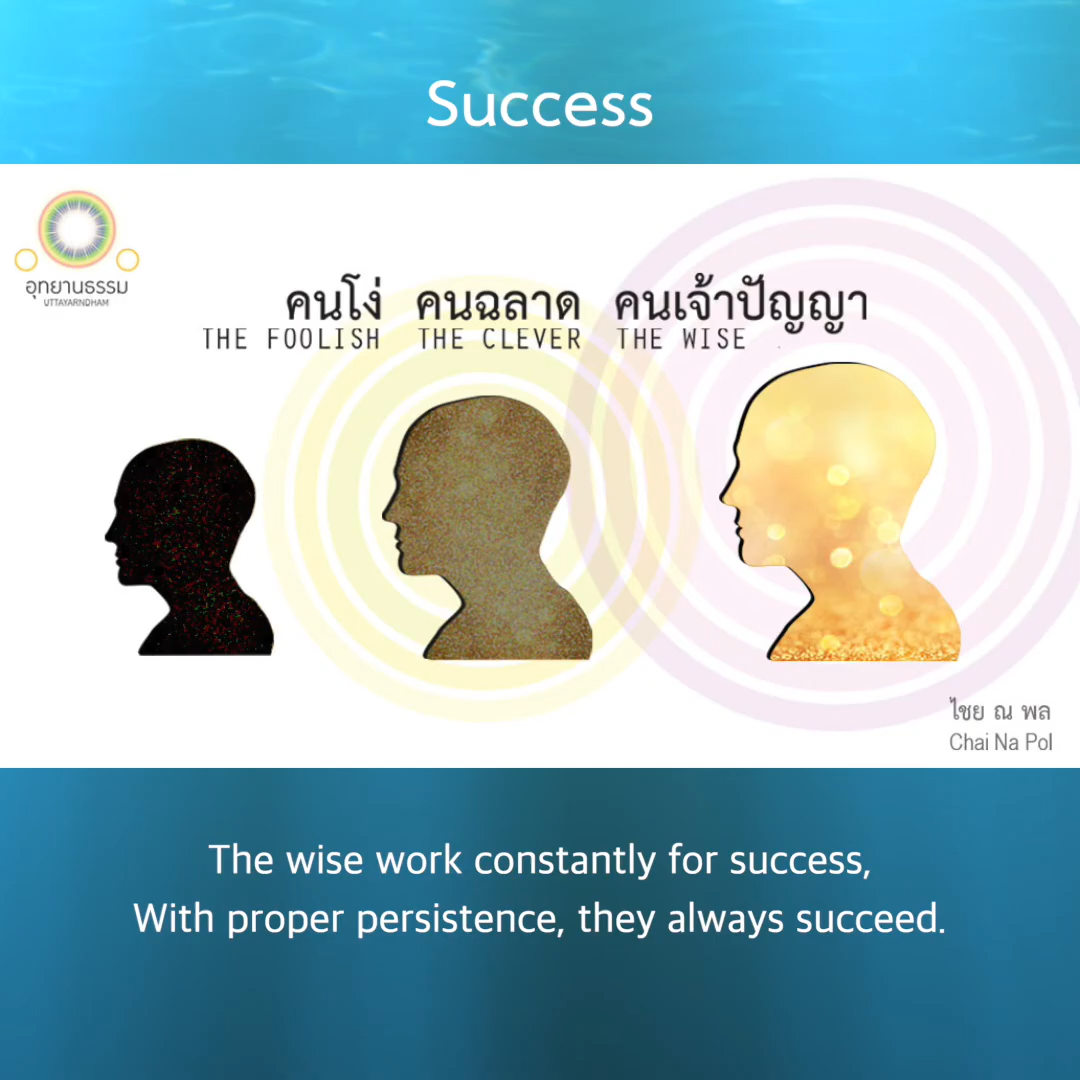 Success
อุทยานธรรม
UTTAYARNDHAM
คนโง่ คนฉลาด คนเจ้าปัญญา
THE FOOLISH THE CLEVER THE WISE
ไชย ณ พล
Chai Na Pol
The wise work constantly for success,
With proper persistence, they always succeed.